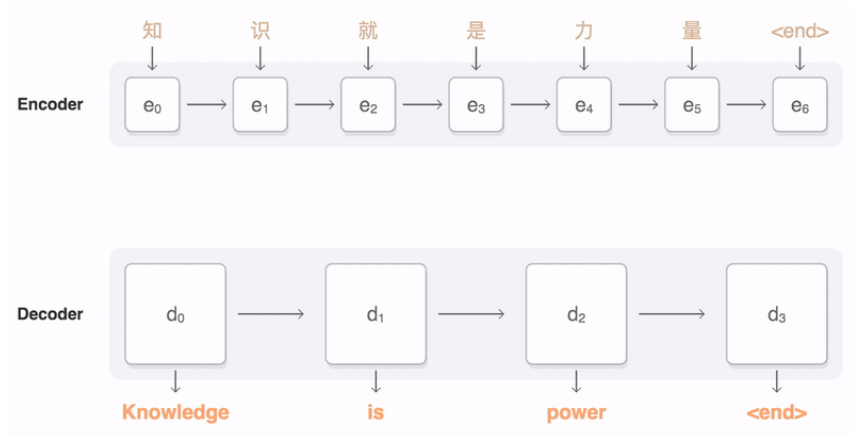 知 识 就 是 力 量 <end>
Encoder e₀ e₁ e₂ e₃ e₄ e₅ e₆
Decoder d₀ d₁ d₂ d₃
Knowledge is power <end>